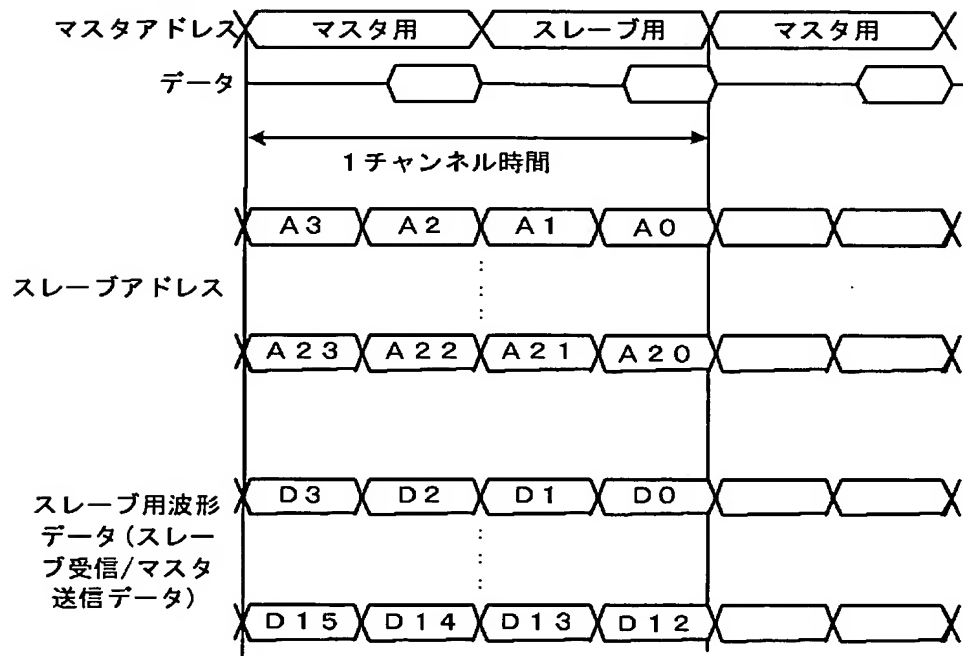 マスタアドレス マスタ用 スレーブ用 マスタ用
データ
1チャンネル時間
A3 A2 A1 A0
スレーブアドレス
A23 A22 A21 A20
D3 D2 D1 D0
スレーブ用波形
データ(スレー
ブ受信/マスタ
送信データ)
D15 D14 D13 D12